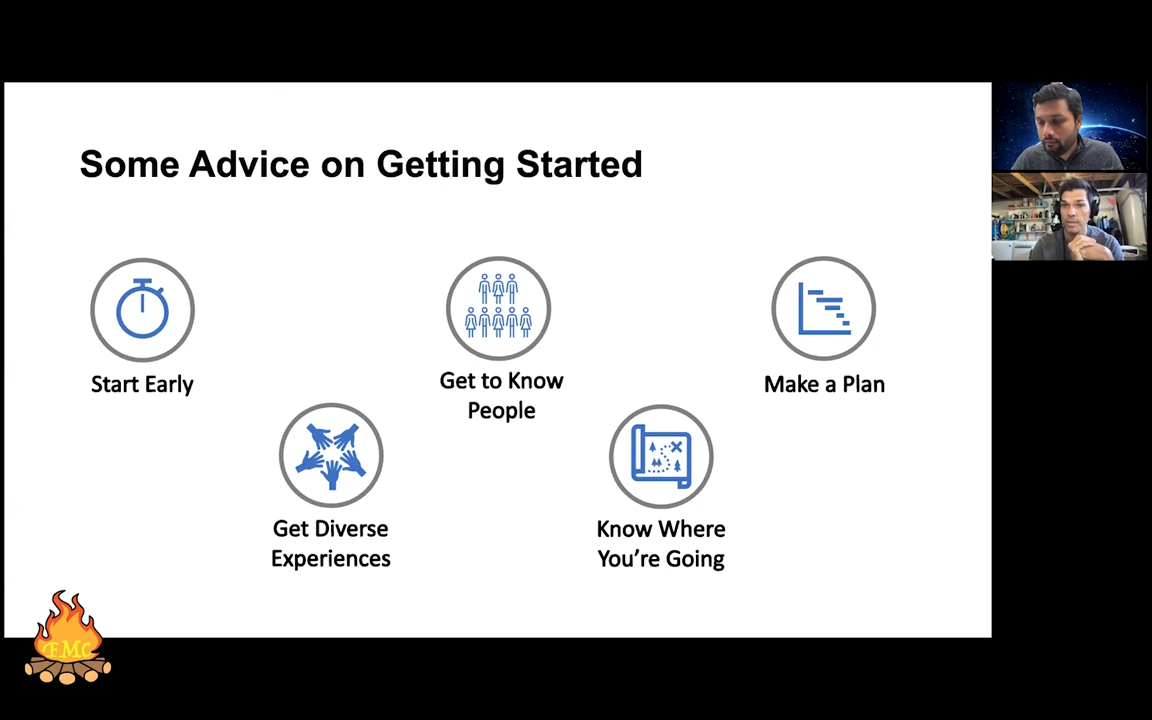 Some Advice on Getting Started
Start Early
Get to Know
People
Make a Plan
Get Diverse
Experiences
Know Where
You're Going
FMC